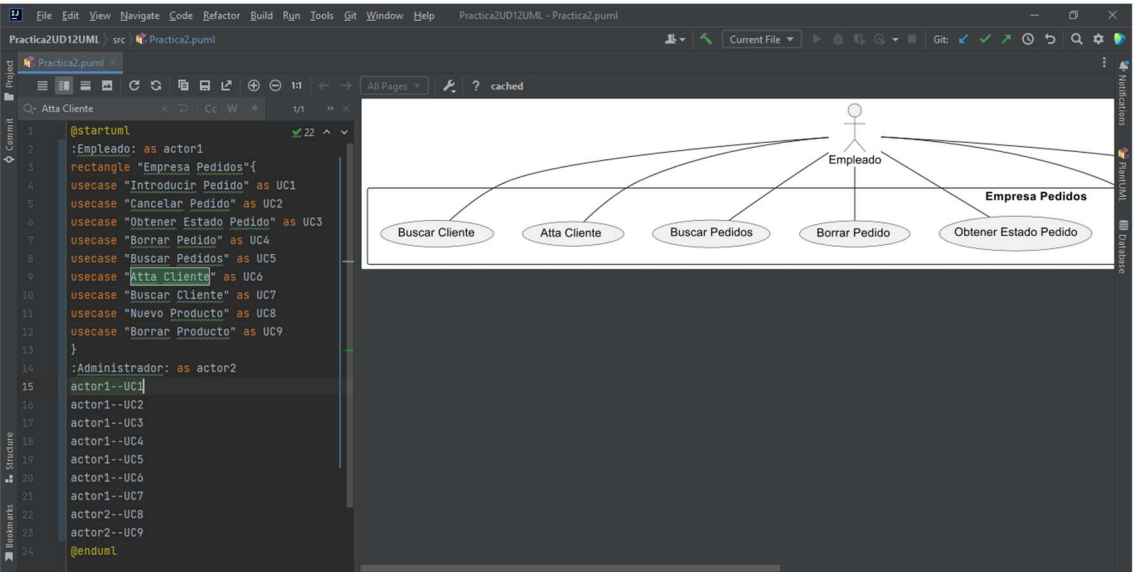 File Edit View Navigate Code Refactor Build Run Tools Git Window Help Practica2UD12UML - Practica2.puml
Practica2UD12UML src Practica2.puml Current File Git:
Practica2.puml
1:1 All Pages ? cached
Atta Cliente Cc W .* 1/1
22
1 @startuml
2 :Empleado: as actor1
3 rectangle "Empresa Pedidos"{
4 usecase "Introducir Pedido" as UC1
5 usecase "Cancelar Pedido" as UC2
6 usecase "Obtener Estado Pedido" as UC3
7 usecase "Borrar Pedido" as UC4
8 usecase "Buscar Pedidos" as UC5
9 usecase "Atta Cliente" as UC6
10 usecase "Buscar Cliente" as UC7
11 usecase "Nuevo Producto" as UC8
12 usecase "Borrar Producto" as UC9
13 }
14 :Administrador: as actor2
15 actor1--UC1
16 actor1--UC2
17 actor1--UC3
18 actor1--UC4
19 actor1--UC5
20 actor1--UC6
21 actor1--UC7
22 actor2--UC8
23 actor2--UC9
24 @enduml
Empleado
Empresa Pedidos
Buscar Cliente
Atta Cliente
Buscar Pedidos
Borrar Pedido
Obtener Estado Pedido
Project
Commit
Structure
Bookmarks
Notifications
PlantUML
Database